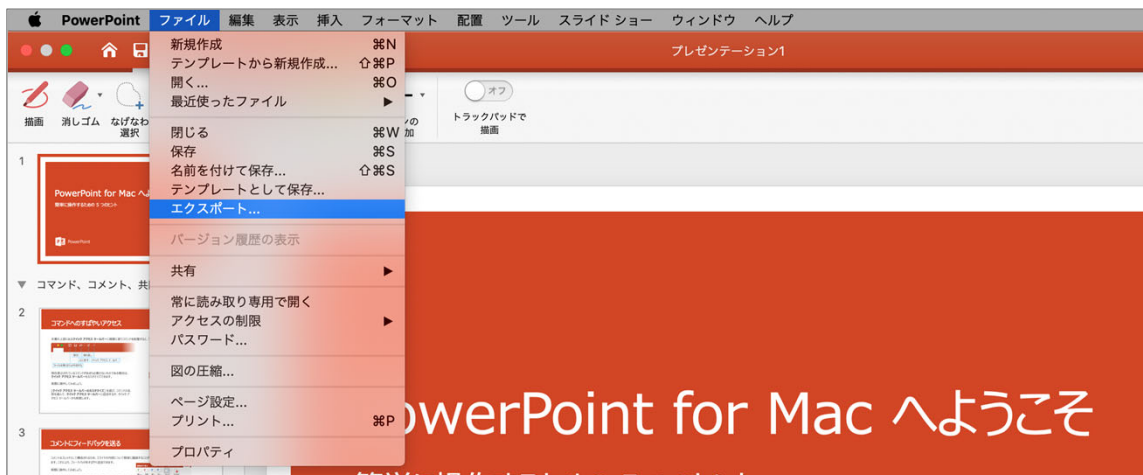 PowerPoint ファイル 編集 表示 挿入 フォーマット 配置 ツール スライド ショー ウィンドウ ヘルプ
プレゼンテーション1
新規作成 ⌘N
テンプレートから新規作成... ⇧⌘P
開く... ⌘O
最近使ったファイル ▶
閉じる ⌘W
保存 ⌘S
名前を付けて保存... ⇧⌘S
テンプレートとして保存...
エクスポート...
バージョン履歴の表示
共有 ▶
常に読み取り専用で開く
アクセスの制限 ▶
パスワード...
図の圧縮...
ページ設定...
プリント... ⌘P
プロパティ
描画
消しゴム
なげなわ
選択
ンの
加
オフ
トラックパッドで
描画
1
PowerPoint for Mac へ
PowerPoint
▼ コマンド、コメント、共
2
コマンドへのすばやいアクセス
3
コメントにフィードバックを送る
owerPoint for Mac へようこそ